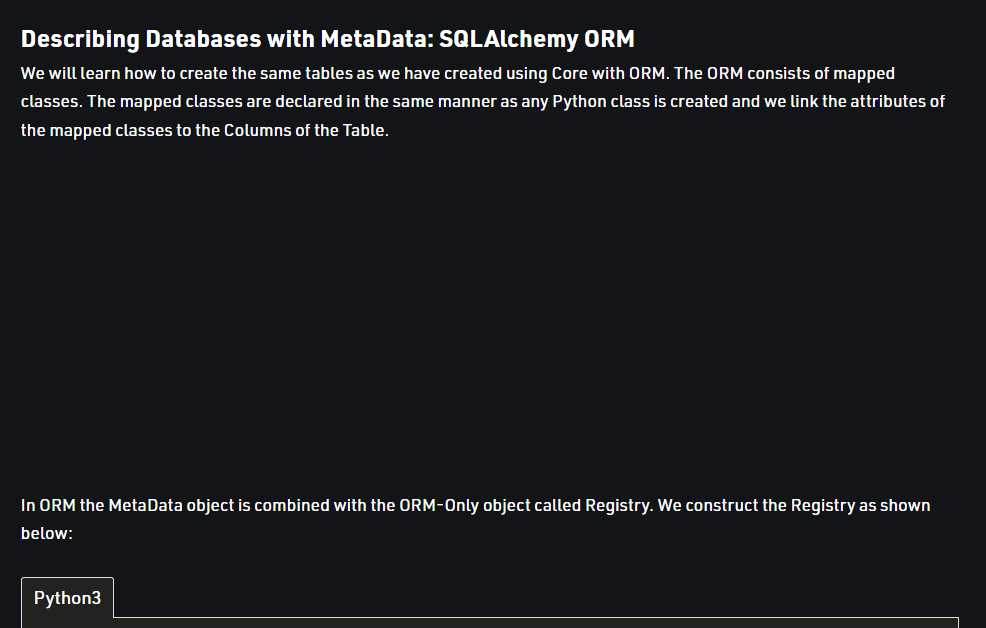 Describing Databases with MetaData: SQLAlchemy ORM
We will learn how to create the same tables as we have created using Core with ORM. The ORM consists of mapped
classes. The mapped classes are declared in the same manner as any Python class is created and we link the attributes of
the mapped classes to the Columns of the Table.
In ORM the MetaData object is combined with the ORM-Only object called Registry. We construct the Registry as shown
below:
Python3